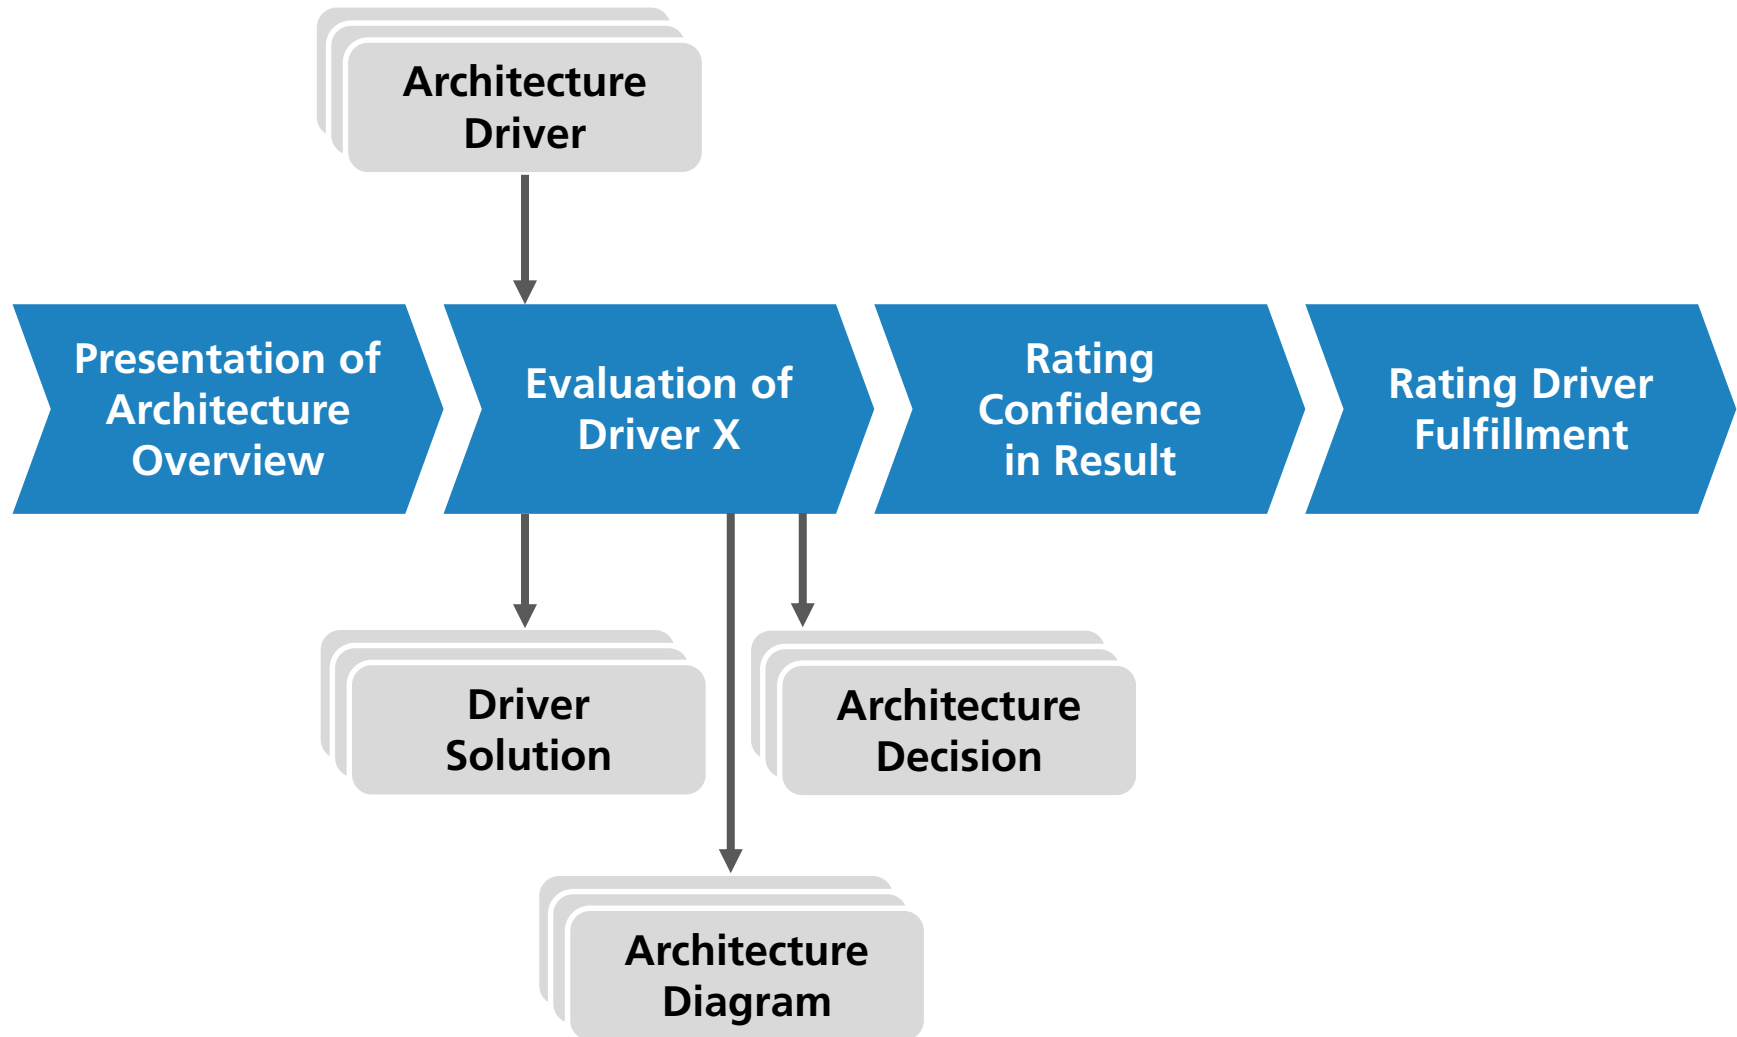 Architecture
Driver
Presentation of
Architecture
Overview
Evaluation of
Driver X
Rating
Confidence
in Result
Rating Driver
Fulfillment
Driver
Solution
Architecture
Decision
Architecture
Diagram